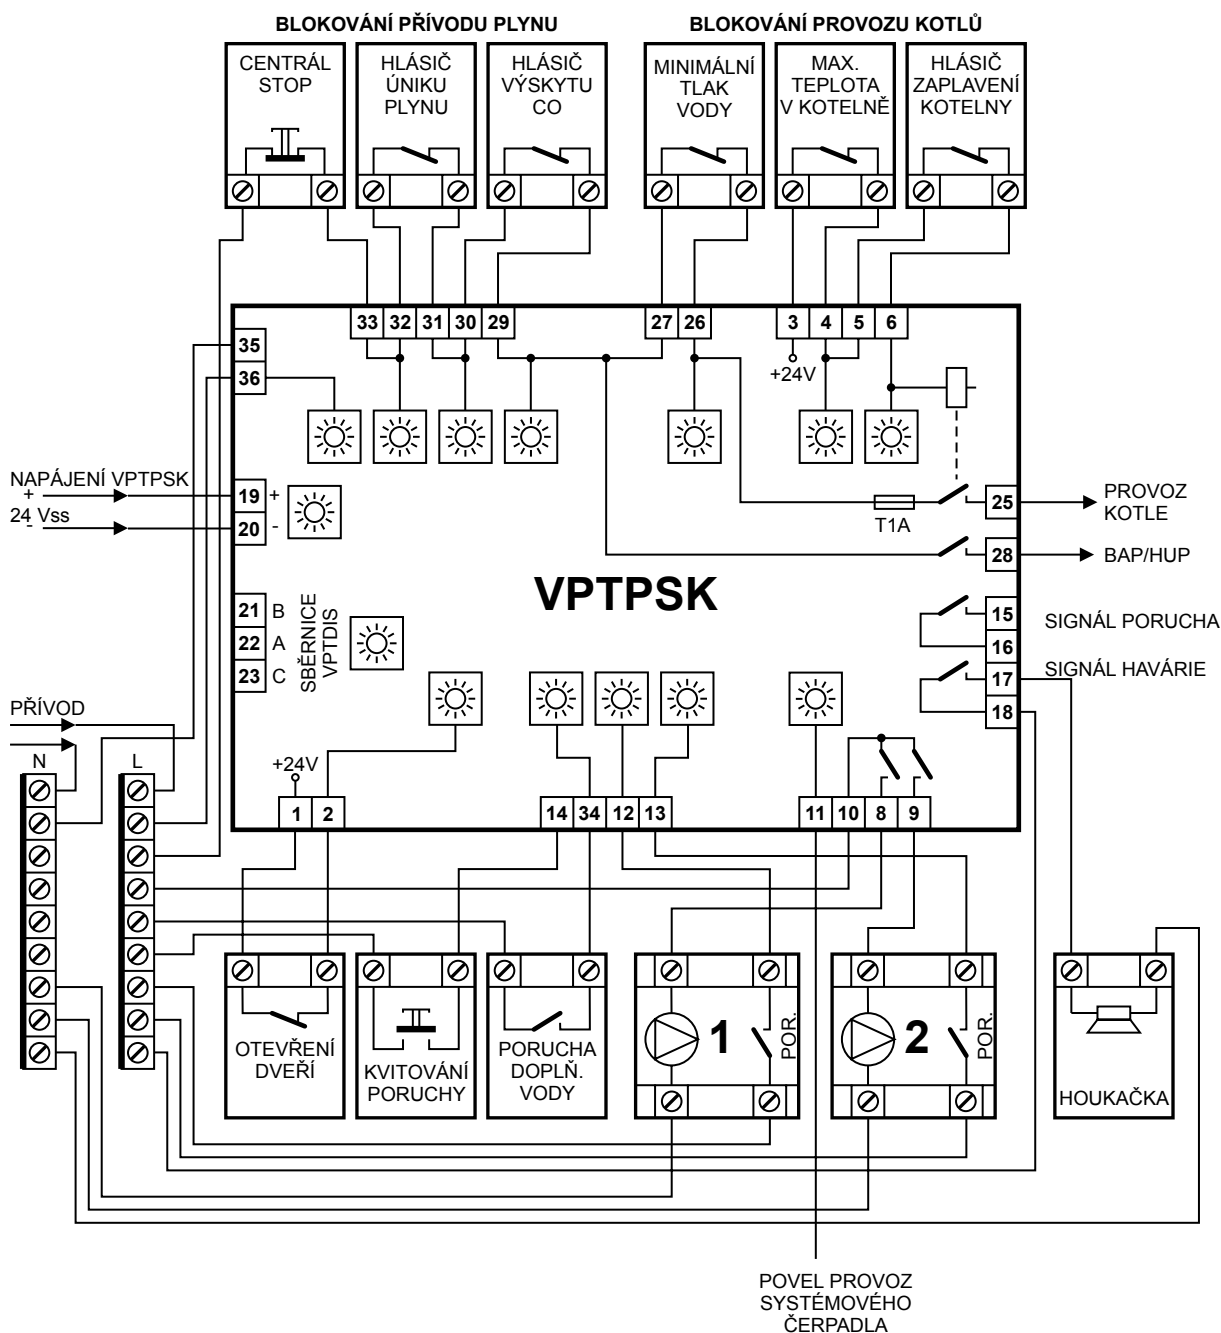 BLOKOVÁNÍ PŘÍVODU PLYNU
BLOKOVÁNÍ PROVOZU KOTLŮ
CENTRÁL
STOP
HLÁSIČ
ÚNIKU
PLYNU
HLÁSIČ
VÝSKYTU
CO
MINIMÁLNÍ
TLAK
VODY
MAX.
TEPLOTA
V KOTELNĚ
HLÁSIČ
ZAPLAVENÍ
KOTELNY
33 32 31 30 29
27 26
3 4 5 6
35
36
+24V
NAPÁJENÍ VPTPSK
+
24 Vss
-
19 +
20 -
T1A
25
PROVOZ
KOTLE
28
BAP/HUP
VPTPSK
21 B
22 A
23 C
SBĚRNICE
VPTDIS
15
16
SIGNÁL PORUCHA
17
18
SIGNÁL HAVÁRIE
PŘÍVOD
N
L
+24V
1 2
14 34 12 13
11 10 8 9
OTEVŘENÍ
DVEŘÍ
KVITOVÁNÍ
PORUCHY
PORUCHA
DOPLŇ.
VODY
1
POR.
2
POR.
HOUKAČKA
POVEL PROVOZ
SYSTÉMOVÉHO
ČERPADLA